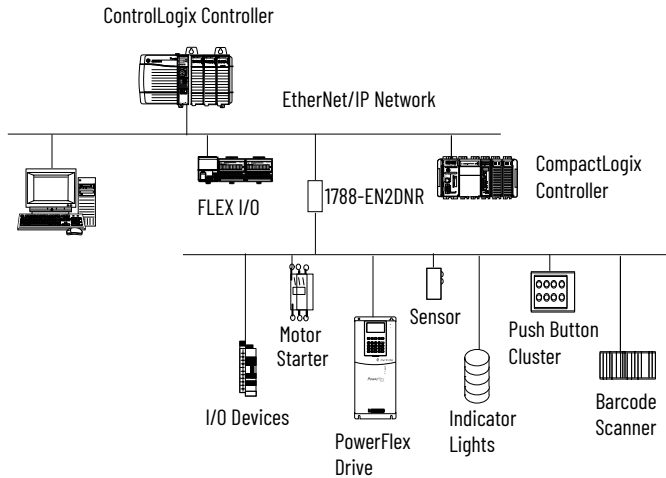 ControlLogix Controller
EtherNet/IP Network
CompactLogix
Controller
FLEX I/O
1788-EN2DNR
Motor
Starter
Sensor
Push Button
Cluster
I/O Devices
PowerFlex
Drive
Indicator
Lights
Barcode
Scanner